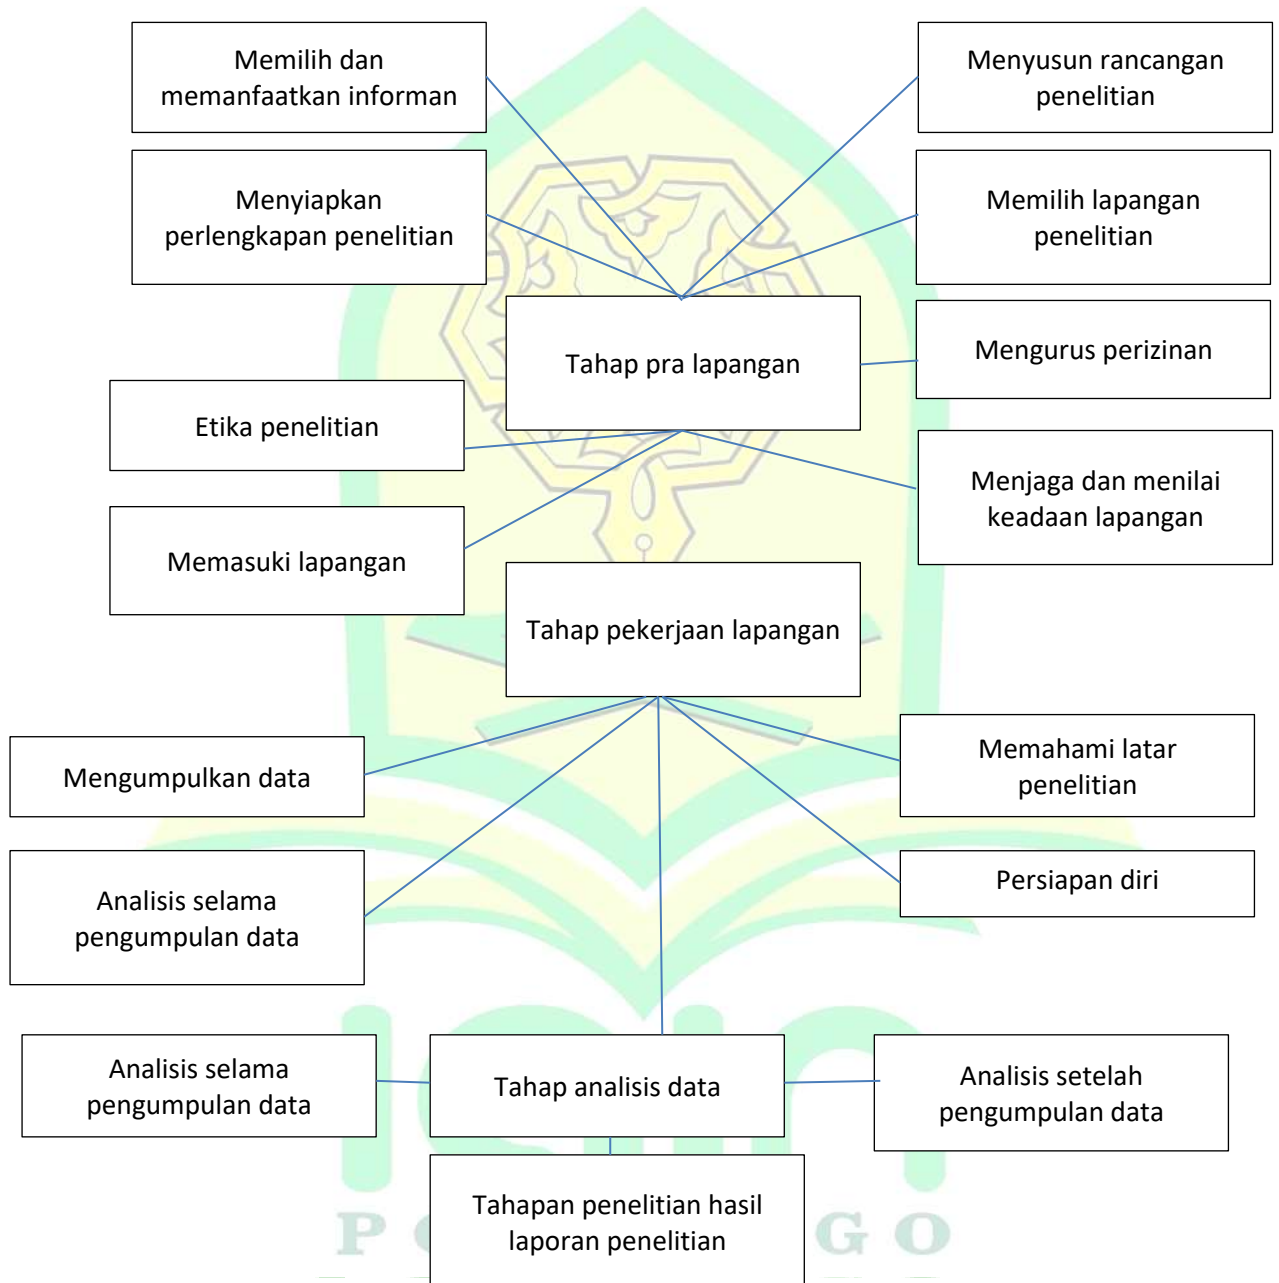 Memilih dan
memanfaatkan informan
Menyusun rancangan
penelitian
Menyiapkan
perlengkapan penelitian
Memilih lapangan
penelitian
Tahap pra lapangan
Mengurus perizinan
Etika penelitian
Menjaga dan menilai
keadaan lapangan
Memasuki lapangan
Tahap pekerjaan lapangan
Mengumpulkan data
Memahami latar
penelitian
Analisis selama
pengumpulan data
Persiapan diri
Analisis selama
pengumpulan data
Tahap analisis data
Analisis setelah
pengumpulan data
Tahapan penelitian hasil
laporan penelitian